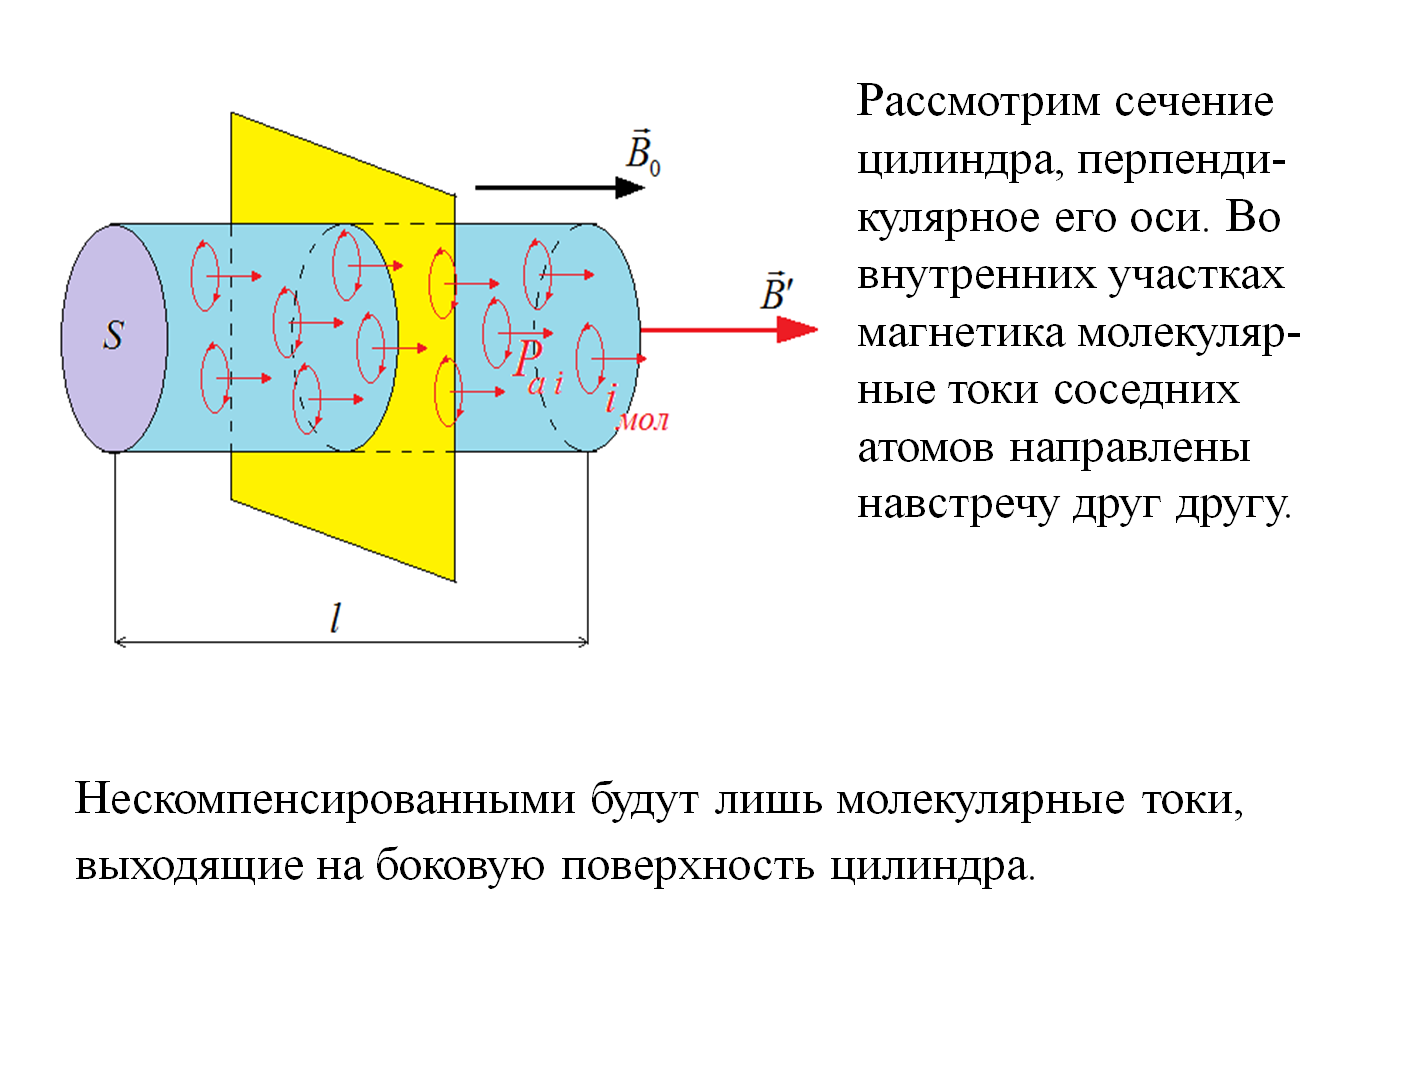 Рассмотрим сечение
цилиндра, перпенди-
кулярное его оси. Во
внутренних участках
магнетика молекуляр-
ные токи соседних
атомов направлены
навстречу друг другу.
B⃗₀
B⃗′
S
P a i
i мол
l
Нескомпенсированными будут лишь молекулярные токи,
выходящие на боковую поверхность цилиндра.